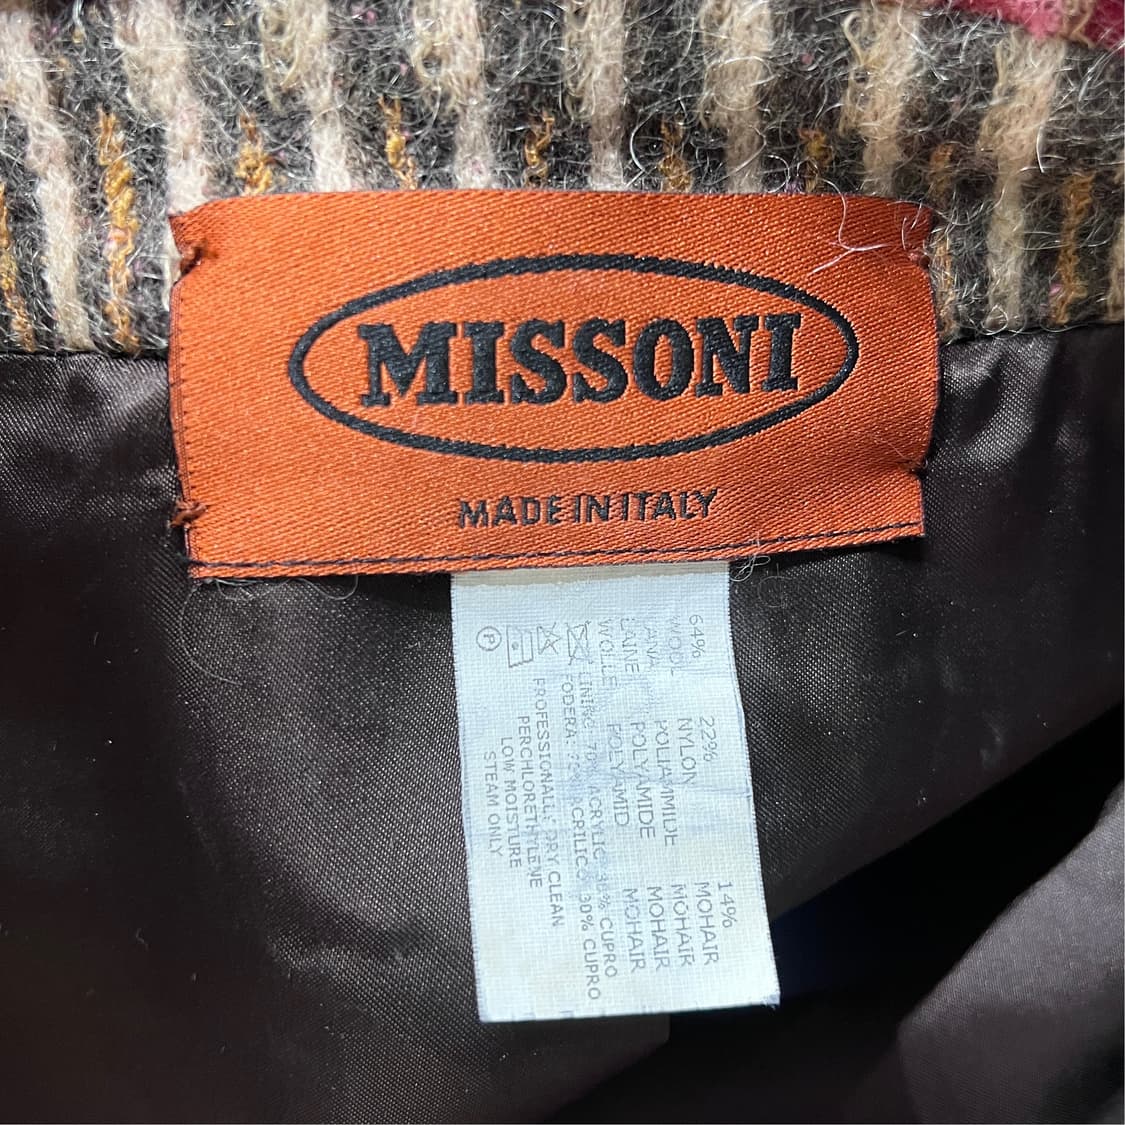 MISSONI
MADE IN ITALY
64% 22% 14%
WOOL NYLON MOHAIR
LANA POLIAMMIDE MOHAIR
LAINE POLYAMIDE MOHAIR
WOLLE POLYAMID MOHAIR
LINING: 70% ACRYLIC 30% CUPRO
FODERA: 70% ACRILICO 30% CUPRO
PROFESSIONALLY DRY CLEAN
PERCHLORETHYLENE
LOW MOISTURE
STEAM ONLY
P